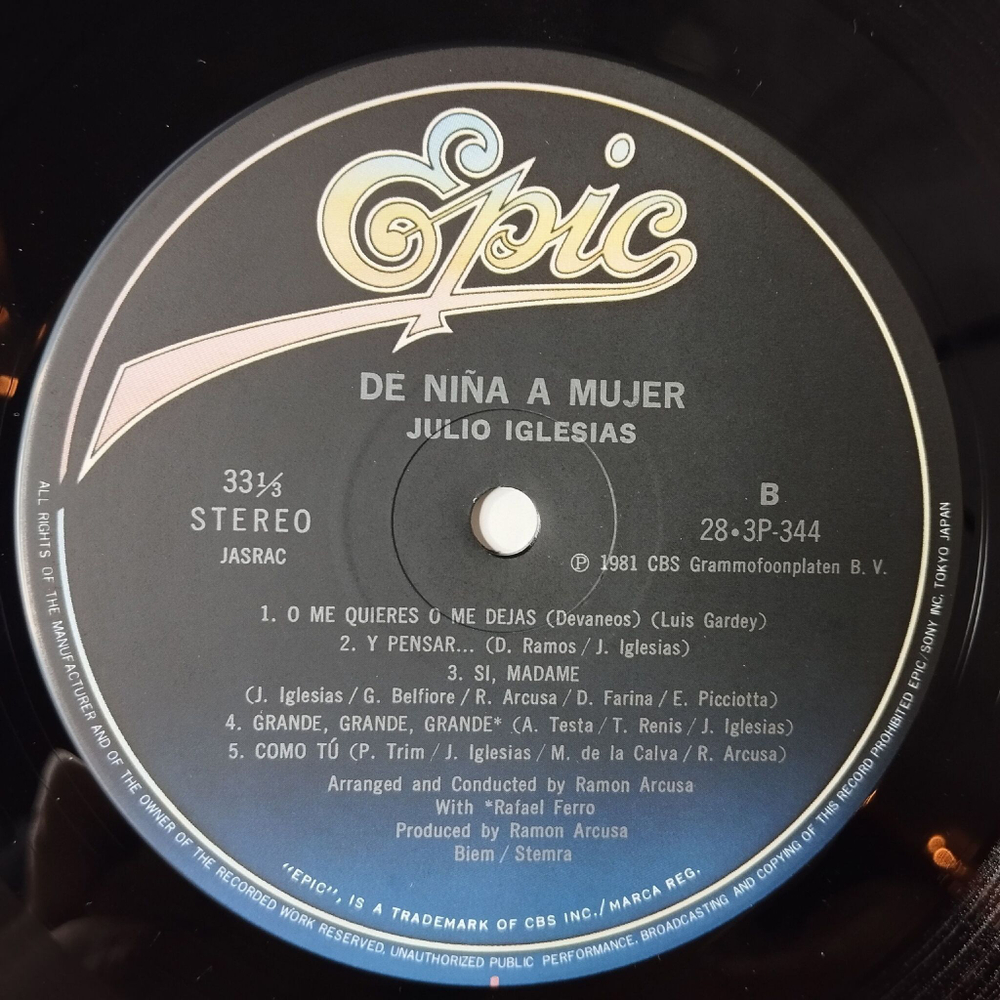 Epic
DE NIÑA A MUJER
JULIO IGLESIAS
33⅓
STEREO
JASRAC
B
28•3P-344
℗ 1981 CBS Grammofoonplaten B. V.
1. O ME QUIERES O ME DEJAS (Devaneos) (Luis Gardey)
2. Y PENSAR... (D. Ramos / J. Iglesias)
3. SI, MADAME
(J. Iglesias / G. Belfiore / R. Arcusa / D. Farina / E. Picciotta)
4. GRANDE, GRANDE, GRANDE* (A. Testa / T. Renis / J. Iglesias)
5. COMO TÚ (P. Trim / J. Iglesias / M. de la Calva / R. Arcusa)
Arranged and Conducted by Ramon Arcusa
With *Rafael Ferro
Produced by Ramon Arcusa
Biem / Stemra
"EPIC", IS A TRADEMARK OF CBS INC. / MARCA REG.
ALL RIGHTS OF THE MANUFACTURER AND OF THE OWNER OF THE RECORDED WORK RESERVED. UNAUTHORIZED PUBLIC PERFORMANCE, BROADCASTING AND COPYING OF THIS RECORD PROHIBITED EPIC/SONY INC. TOKYO JAPAN